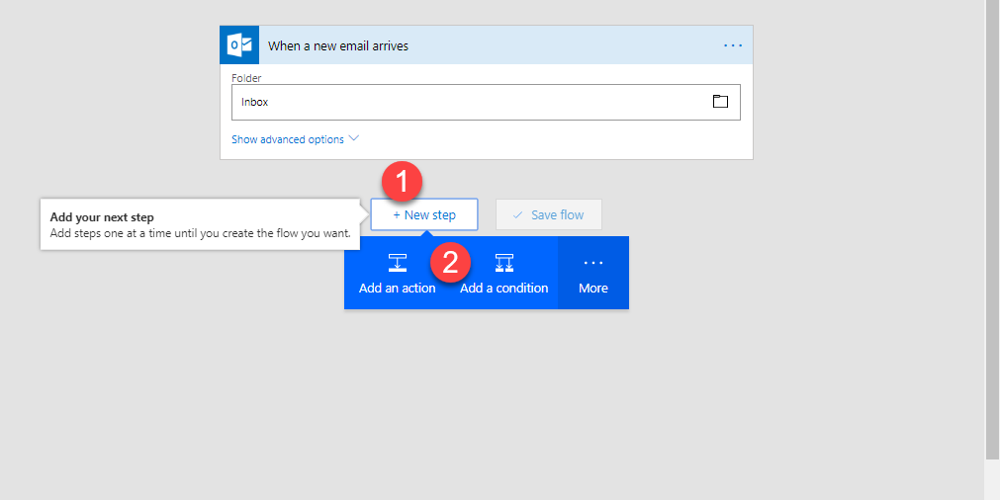 When a new email arrives
Folder
Inbox
Show advanced options
1
Add your next step
Add steps one at a time until you create the flow you want.
+ New step
Save flow
2
Add an action
Add a condition
More